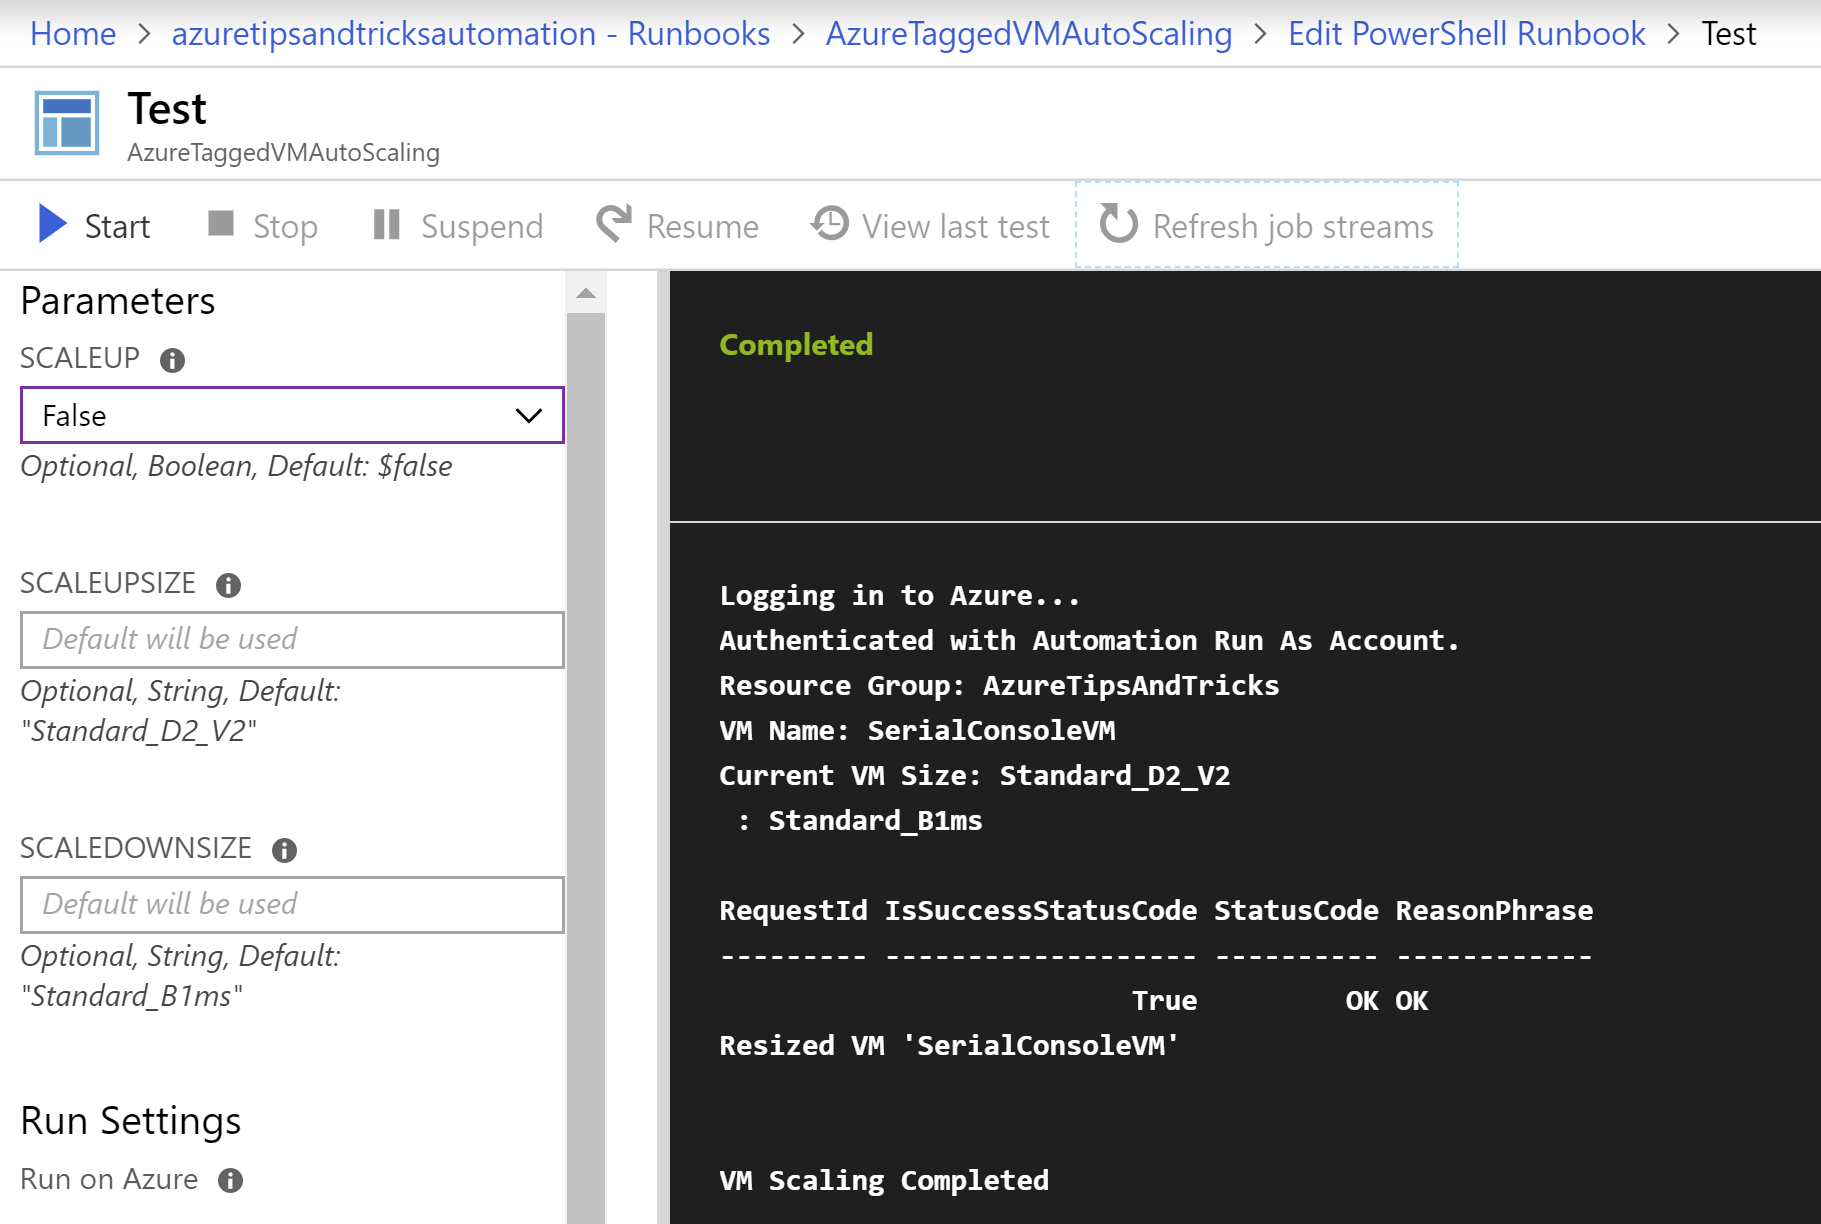 Home > azuretipsandtricksautomation - Runbooks > AzureTaggedVMAutoScaling > Edit PowerShell Runbook > Test
Test
AzureTaggedVMAutoScaling
Start Stop Suspend Resume View last test Refresh job streams
Parameters
SCALEUP
False
Optional, Boolean, Default: $false
SCALEUPSIZE
Default will be used
Optional, String, Default:
"Standard_D2_V2"
SCALEDOWNSIZE
Default will be used
Optional, String, Default:
"Standard_B1ms"
Run Settings
Run on Azure
Completed
Logging in to Azure...
Authenticated with Automation Run As Account.
Resource Group: AzureTipsAndTricks
VM Name: SerialConsoleVM
Current VM Size: Standard_D2_V2
: Standard_B1ms
RequestId IsSuccessStatusCode StatusCode ReasonPhrase
--------- ------------------- ---------- ------------
True OK OK
Resized VM 'SerialConsoleVM'
VM Scaling Completed